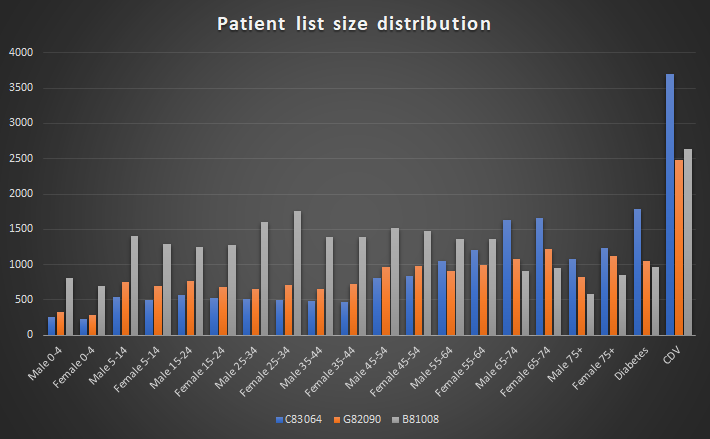 Patient list size distribution
4000
3500
3000
2500
2000
1500
1000
500
0
Male 0-4
Female 0-4
Male 5-14
Female 5-14
Male 15-24
Female 15-24
Male 25-34
Female 25-34
Male 35-44
Female 35-44
Male 45-54
Female 45-54
Male 55-64
Female 55-64
Male 65-74
Female 65-74
Male 75+
Female 75+
Diabetes
CDV
C83064 G82090 B81008